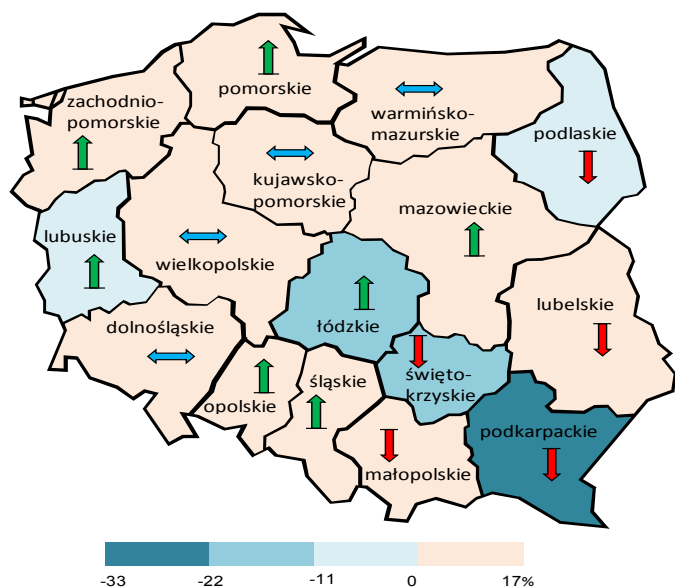 pomorskie
zachodnio-
pomorskie
warmińsko-
mazurskie
podlaskie
kujawsko-
pomorskie
mazowieckie
lubuskie
wielkopolskie
lubelskie
dolnośląskie
łódzkie
święto-
krzyskie
śląskie
opolskie
podkarpackie
małopolskie
-33 -22 -11 0 17%